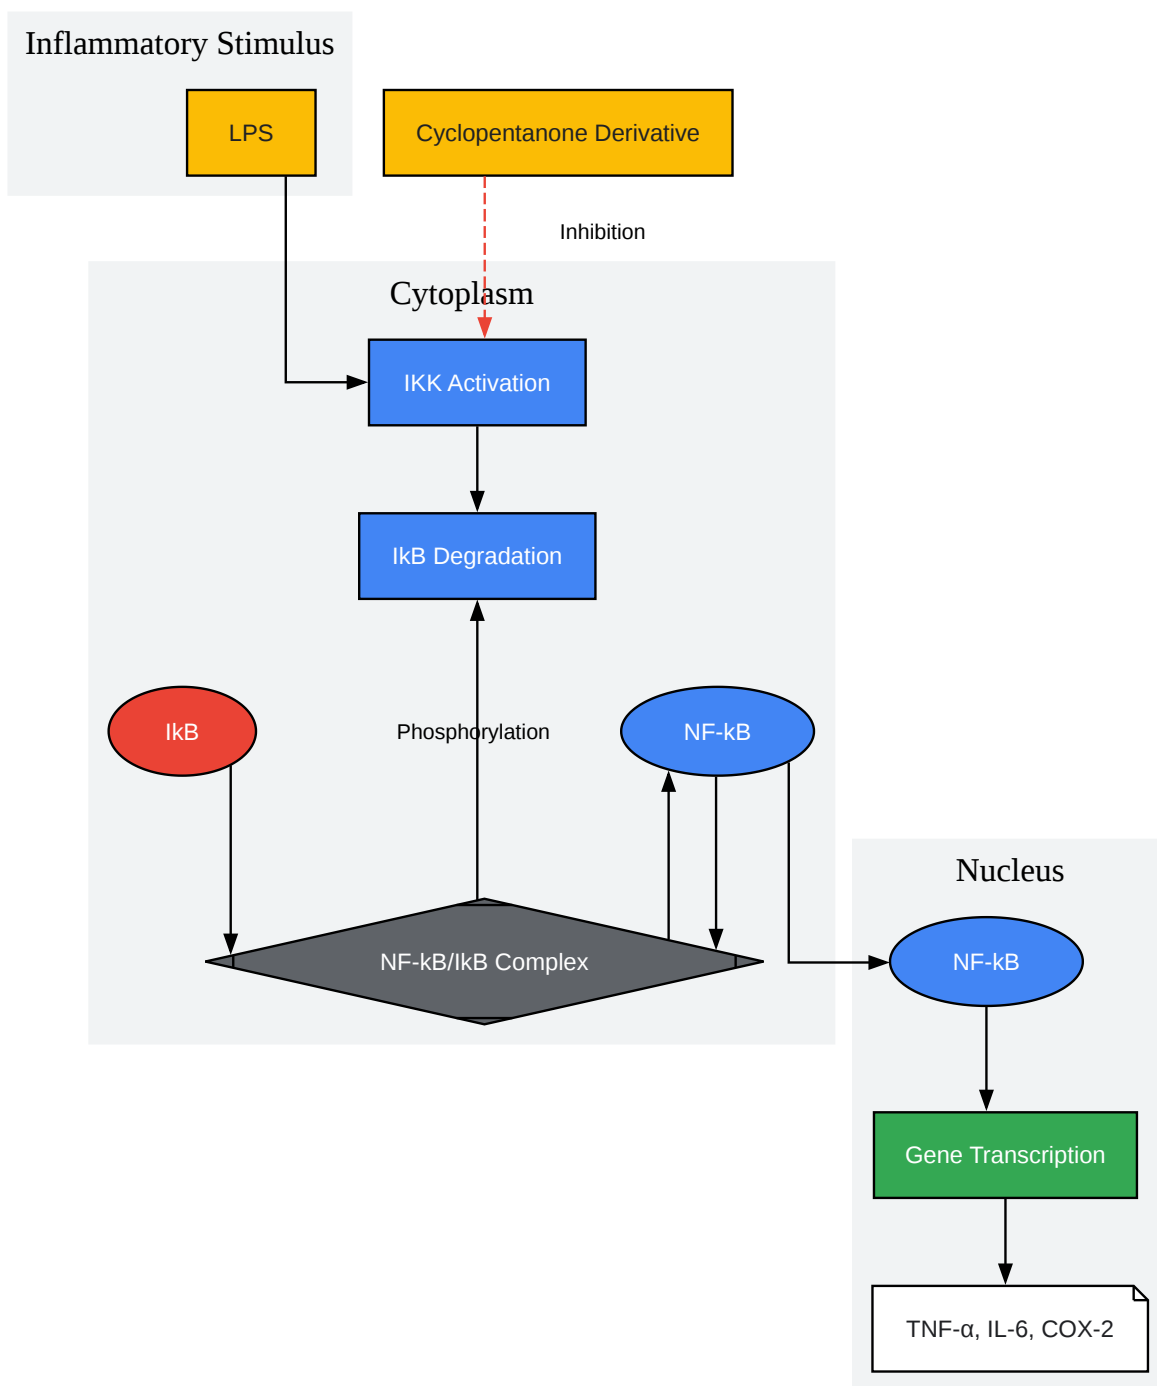 Inflammatory Stimulus
LPS
Cyclopentanone Derivative
Inhibition
Cytoplasm
IKK Activation
IkB Degradation
IkB
Phosphorylation
NF-kB
NF-kB/IkB Complex
Nucleus
NF-kB
Gene Transcription
TNF-α, IL-6, COX-2